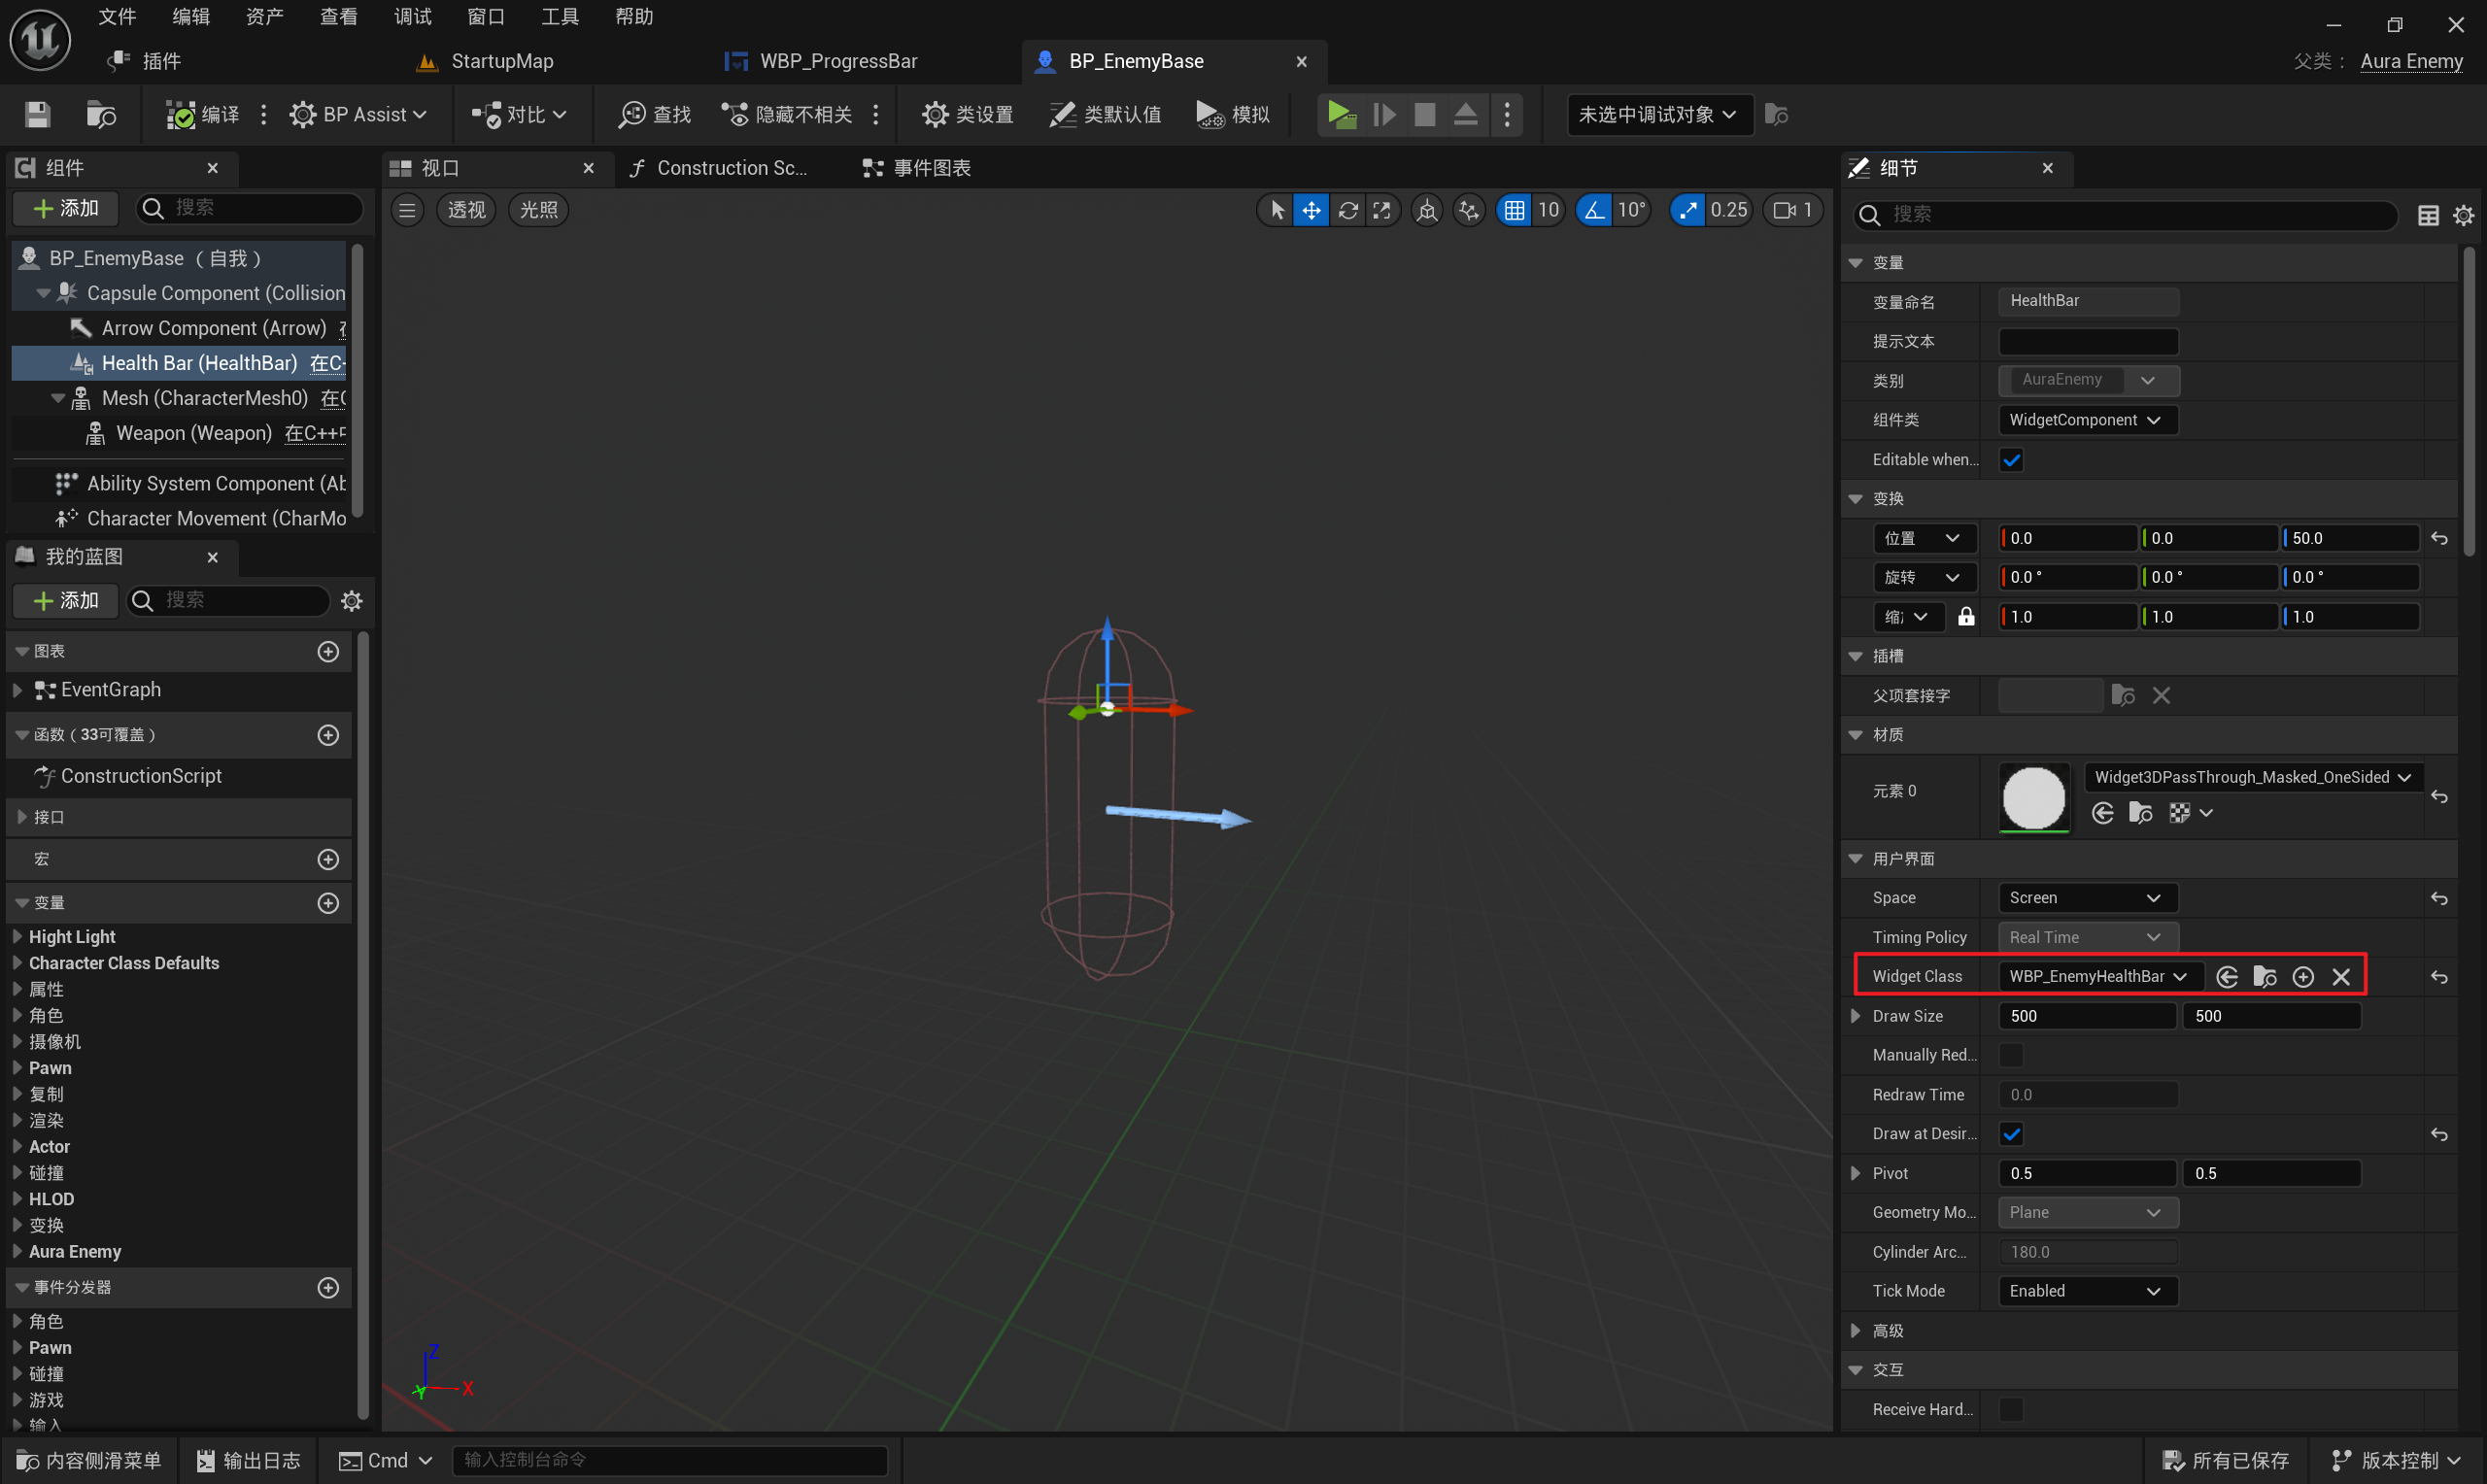 文件 编辑 资产 查看 调试 窗口 工具 帮助
插件 StartupMap WBP_ProgressBar BP_EnemyBase 父类： Aura Enemy
编译 BP Assist 对比 查找 隐藏不相关 类设置 类默认值 模拟 未选中调试对象
组件
添加 搜索
BP_EnemyBase （自我）
Capsule Component (Collision
Arrow Component (Arrow)
Health Bar (HealthBar) 在C
Mesh (CharacterMesh0) 在C
Weapon (Weapon) 在C++
Ability System Component (Ab
Character Movement (CharMo
我的蓝图
添加 搜索
图表
EventGraph
函数（33可覆盖）
ConstructionScript
接口
宏
变量
Hight Light
Character Class Defaults
属性
角色
摄像机
Pawn
复制
渲染
Actor
碰撞
HLOD
变换
Aura Enemy
事件分发器
角色
Pawn
碰撞
游戏
输入
视口 Construction Sc... 事件图表
透视 光照 10 10° 0.25 1
Z
Y X
细节
搜索
变量
变量命名 HealthBar
提示文本
类别 AuraEnemy
组件类 WidgetComponent
Editable when...
变换
位置 0.0 0.0 50.0
旋转 0.0 ° 0.0 ° 0.0 °
缩 1.0 1.0 1.0
插槽
父项套接字
材质
元素 0 Widget3DPassThrough_Masked_OneSided
用户界面
Space Screen
Timing Policy Real Time
Widget Class WBP_EnemyHealthBar
Draw Size 500 500
Manually Red...
Redraw Time 0.0
Draw at Desir...
Pivot 0.5 0.5
Geometry Mo... Plane
Cylinder Arc... 180.0
Tick Mode Enabled
高级
交互
Receive Hard...
内容侧滑菜单 输出日志 Cmd 输入控制台命令 所有已保存 版本控制